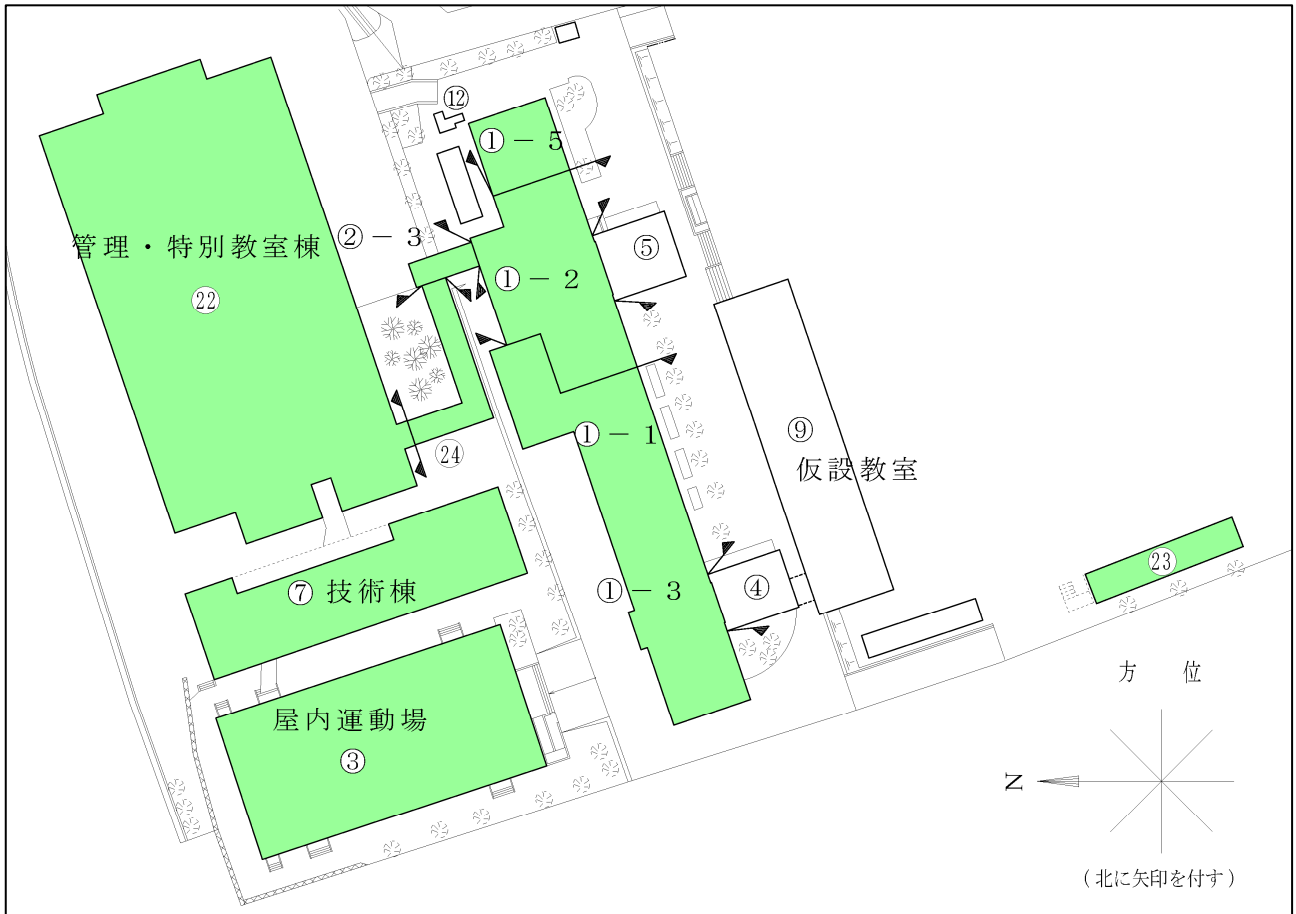 ⑫
①－5
管理・特別教室棟
②－3
⑤
㉒
①－2
⑨
仮設教室
①－1
㉔
⑦ 技術棟
①－3
④
㉓
屋内運動場
③
方 位
N
(北に矢印を付す)